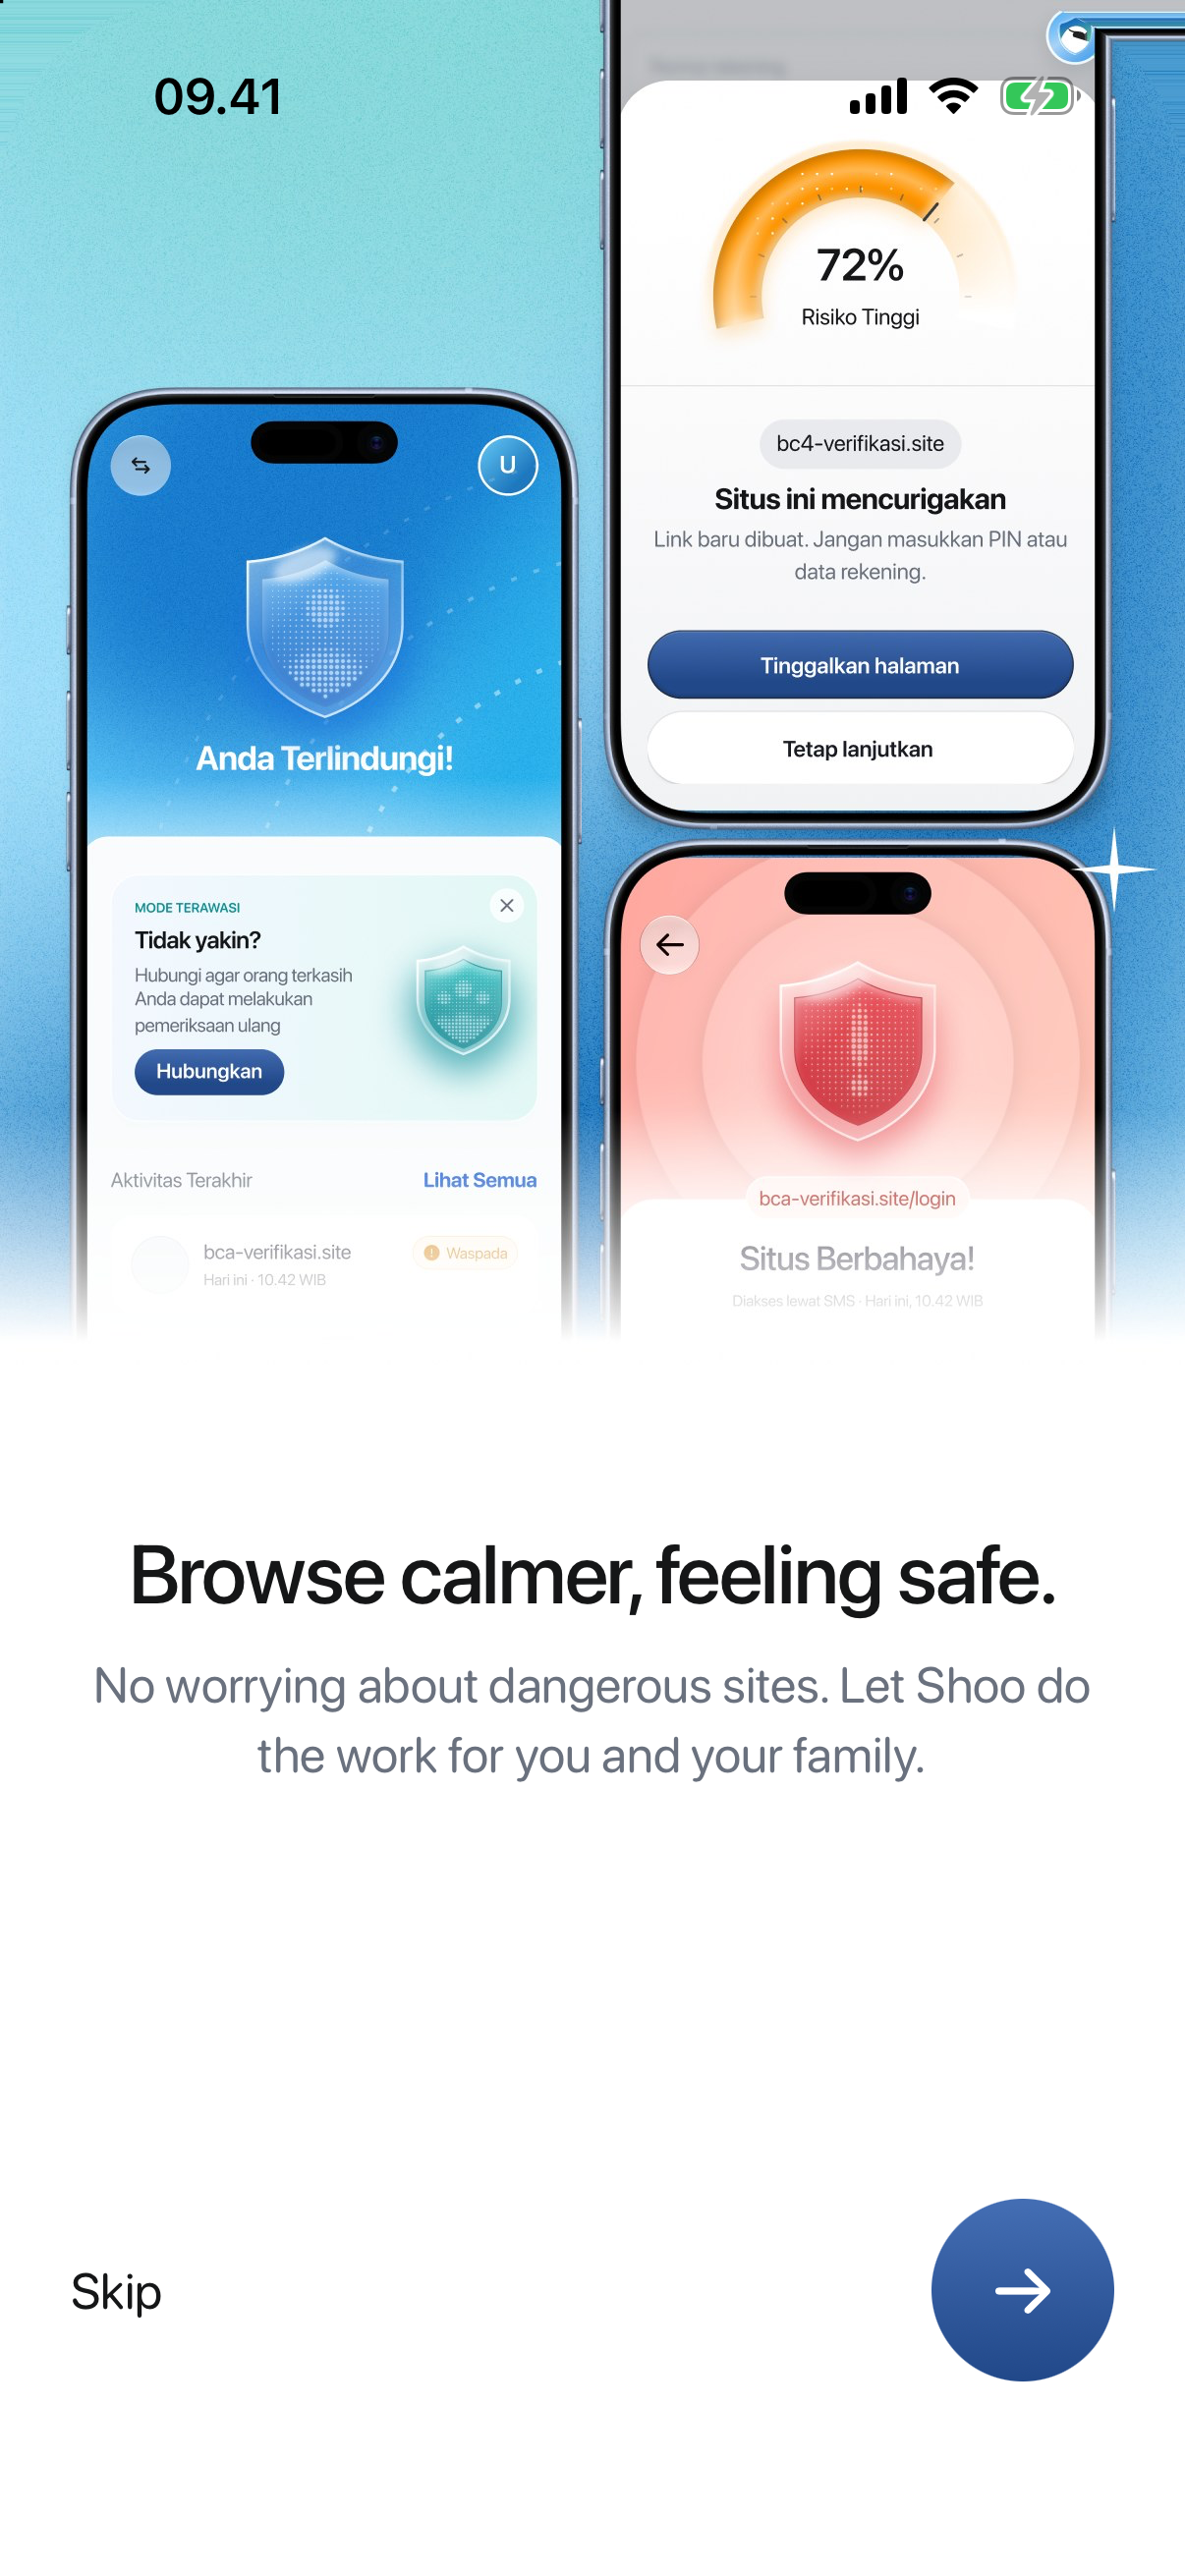 09.41
72%
Risiko Tinggi
bc4-verifikasi.site
Situs ini mencurigakan
Link baru dibuat. Jangan masukkan PIN atau
data rekening.
Tinggalkan halaman
Tetap lanjutkan
U
Anda Terlindungi!
MODE TERAWASI
Tidak yakin?
Hubungi agar orang terkasih
Anda dapat melakukan
pemeriksaan ulang
Hubungkan
Aktivitas Terakhir
Lihat Semua
bca-verifikasi.site
Hari ini · 10.42 WIB
Waspada
bca-verifikasi.site/login
Situs Berbahaya!
Diakses lewat SMS · Hari ini, 10.42 WIB
Browse calmer, feeling safe.
No worrying about dangerous sites. Let Shoo do
the work for you and your family.
Skip